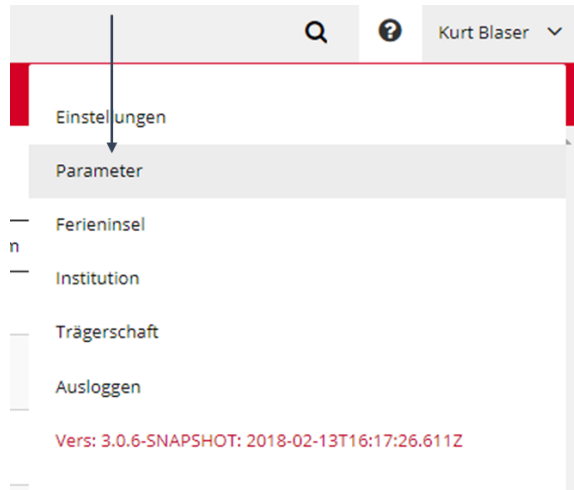 Kurt Blaser
Einstellungen
Parameter
Ferieninsel
m
Institution
Trägerschaft
Ausloggen
Vers: 3.0.6-SNAPSHOT: 2018-02-13T16:17:26.611Z